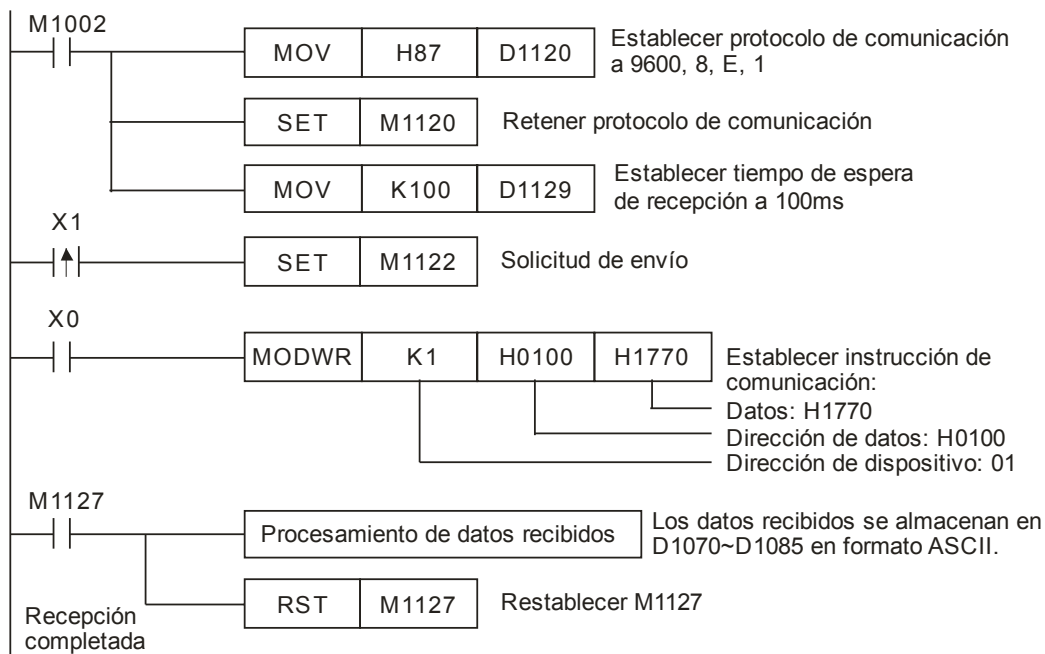 M1002
MOV H87 D1120
Establecer protocolo de comunicación
a 9600, 8, E, 1
SET M1120
Retener protocolo de comunicación
MOV K100 D1129
Establecer tiempo de espera
de recepción a 100ms
X1
SET M1122
Solicitud de envío
X0
MODWR K1 H0100 H1770
Establecer instrucción de
comunicación:
Datos: H1770
Dirección de datos: H0100
Dirección de dispositivo: 01
M1127
Procesamiento de datos recibidos
Los datos recibidos se almacenan en
D1070~D1085 en formato ASCII.
RST M1127
Restablecer M1127
Recepción
completada